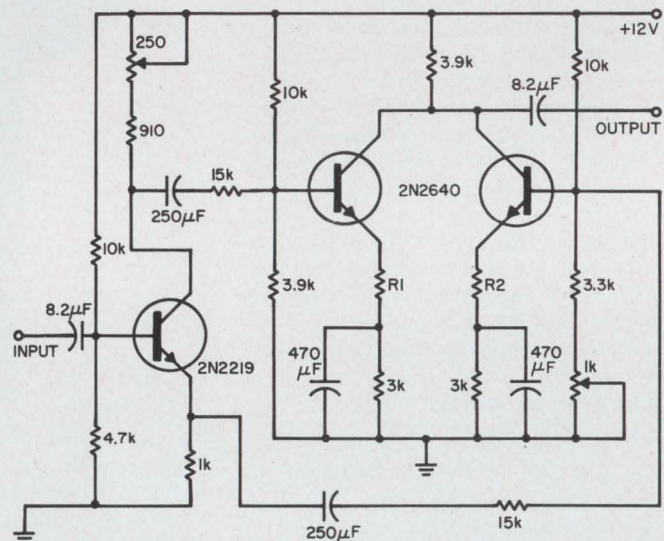 +12V
250
3.9k
10k
10k
8.2µF
OUTPUT
910
15k
2N2640
250µF
10k
3.9k
R1
R2
3.3k
8.2µF
INPUT
2N2219
470
µF
3k
3k
470
µF
1k
4.7k
1k
250µF
15k